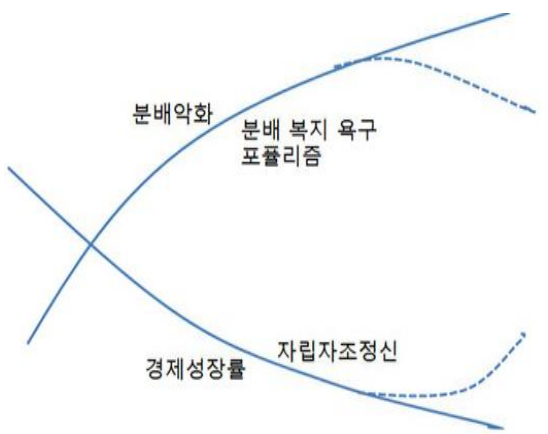 분배악화
분배 복지 욕구
포퓰리즘
자립자조정신
경제성장률